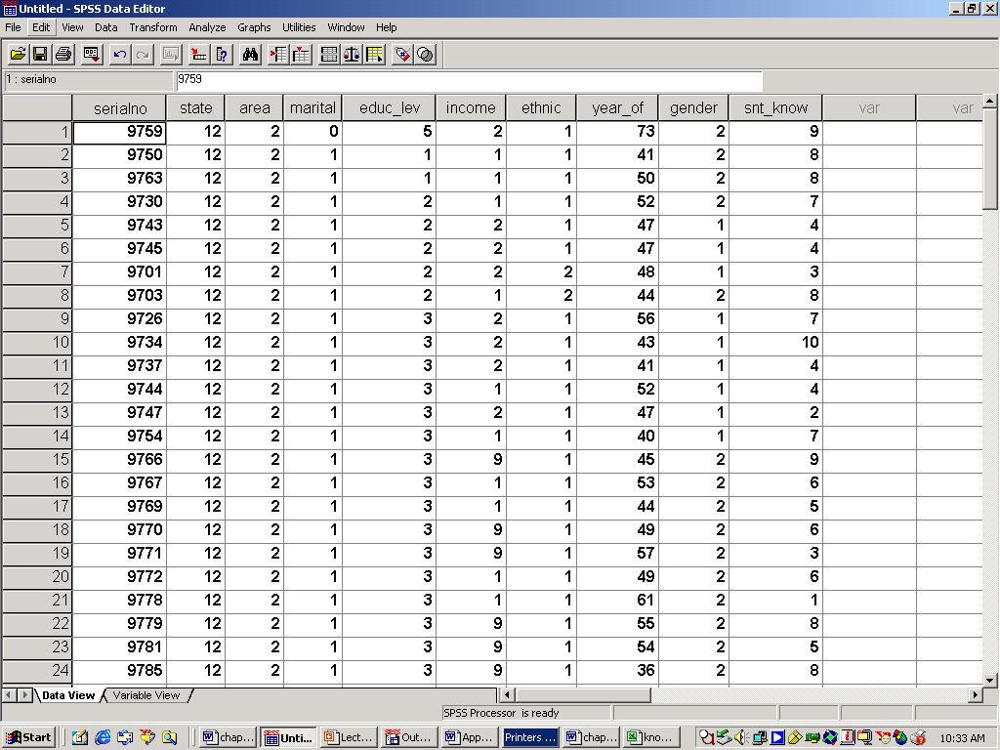 Untitled - SPSS Data Editor
File Edit View Data Transform Analyze Graphs Utilities Window Help
1 : serialno 9759
serialno state area marital educ_lev income ethnic year_of gender snt_know var var
1 9759 12 2 0 5 2 1 73 2 9
2 9750 12 2 1 1 1 1 41 2 8
3 9763 12 2 1 1 1 1 50 2 8
4 9730 12 2 1 2 1 1 52 2 7
5 9743 12 2 1 2 2 1 47 1 4
6 9745 12 2 1 2 2 1 47 1 4
7 9701 12 2 1 2 2 2 48 1 3
8 9703 12 2 1 2 1 2 44 2 8
9 9726 12 2 1 3 2 1 56 1 7
10 9734 12 2 1 3 2 1 43 1 10
11 9737 12 2 1 3 2 1 41 1 4
12 9744 12 2 1 3 1 1 52 1 4
13 9747 12 2 1 3 2 1 47 1 2
14 9754 12 2 1 3 1 1 40 1 7
15 9766 12 2 1 3 9 1 45 2 9
16 9767 12 2 1 3 1 1 53 2 6
17 9769 12 2 1 3 1 1 44 2 5
18 9770 12 2 1 3 9 1 49 2 6
19 9771 12 2 1 3 9 1 57 2 3
20 9772 12 2 1 3 1 1 49 2 6
21 9778 12 2 1 3 1 1 61 2 1
22 9779 12 2 1 3 9 1 55 2 8
23 9781 12 2 1 3 9 1 54 2 5
24 9785 12 2 1 3 9 1 36 2 8
Data View Variable View
SPSS Processor is ready
Start chap... Unti... Lect... Out... App... Printers ... chap... kno... 10:33 AM